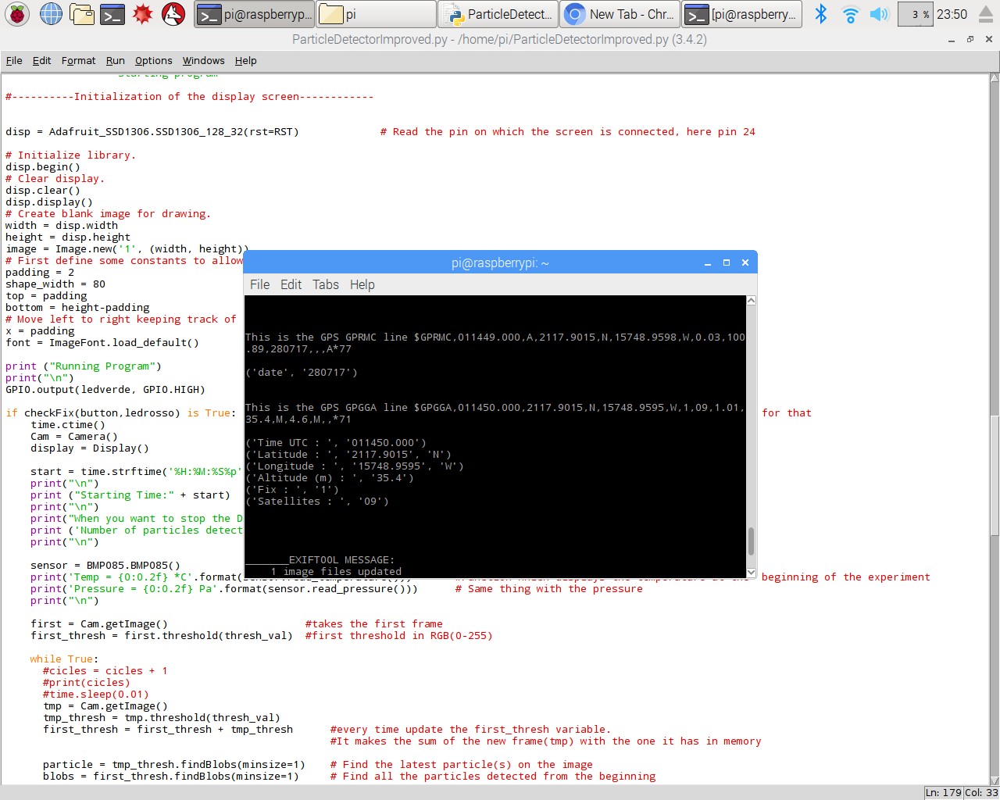 pi@raspberryp...
pi
ParticleDetect...
New Tab - Chr...
[pi@raspberry...
3 %
23:50
ParticleDetectorImproved.py - /home/pi/ParticleDetectorImproved.py (3.4.2)
File Edit Format Run Options Windows Help
#----------Initialization of the display screen------------
disp = Adafruit_SSD1306.SSD1306_128_32(rst=RST) # Read the pin on which the screen is connected, here pin 24
# Initialize library.
disp.begin()
# Clear display.
disp.clear()
disp.display()
# Create blank image for drawing.
width = disp.width
height = disp.height
image = Image.new('1', (width, height))
# First define some constants to allow
padding = 2
shape_width = 80
top = padding
bottom = height-padding
# Move left to right keeping track of
x = padding
font = ImageFont.load_default()
print ("Running Program")
print("\n")
GPIO.output(ledverde, GPIO.HIGH)
if checkFix(button,ledrosso) is True: for that
time.ctime()
Cam = Camera()
display = Display()
start = time.strftime('%H:%M:%S%p'
print("\n")
print ("Starting Time:" + start)
print("\n")
print("When you want to stop the D
print ('Number of particles detect
print("\n")
sensor = BMP085.BMP085()
print('Temp = {0:0.2f} *C'.format(sensor.read_temperature())) #Function which displays the temperature at the beginning of the experiment
print('Pressure = {0:0.2f} Pa'.format(sensor.read_pressure())) # Same thing with the pressure
print("\n")
first = Cam.getImage() #takes the first frame
first_thresh = first.threshold(thresh_val) #first threshold in RGB(0-255)
while True:
#cicles = cicles + 1
#print(cicles)
#time.sleep(0.01)
tmp = Cam.getImage()
tmp_thresh = tmp.threshold(thresh_val)
first_thresh = first_thresh + tmp_thresh #every time update the first_thresh variable.
#It makes the sum of the new frame(tmp) with the one it has in memory
particle = tmp_thresh.findBlobs(minsize=1) # Find the latest particle(s) on the image
blobs = first_thresh.findBlobs(minsize=1) # Find all the particles detected from the beginning
Ln: 179 Col: 33
pi@raspberrypi: ~
File Edit Tabs Help
This is the GPS GPRMC line $GPRMC,011449.000,A,2117.9015,N,15748.9598,W,0.03,100
.89,280717,,,A*77
('date', '280717')
This is the GPS GPGGA line $GPGGA,011450.000,2117.9015,N,15748.9595,W,1,09,1.01,
35.4,M,4.6,M,,*71
('Time UTC : ', '011450.000')
('Latitude : ', '2117.9015', 'N')
('Longitude : ', '15748.9595', 'W')
('Altitude (m) : ', '35.4')
('Fix : ', '1')
('Satellites : ', '09')
_______EXIFTOOL MESSAGE:
1 image files updated